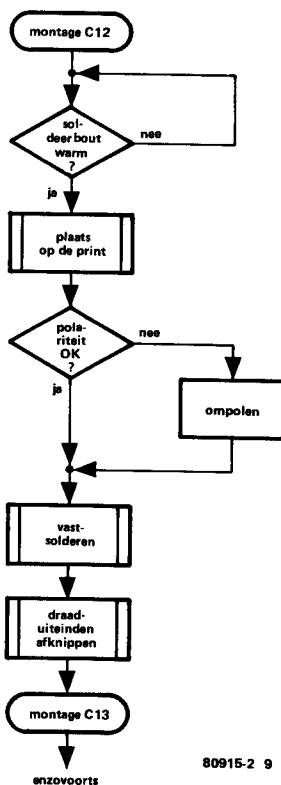 montage C12
sol-
deerbout
warm
?
nee
ja
plaats
op de print
pola-
riteit
OK
?
nee
ja
ompolen
vast-
solderen
draad-
uiteinden
afknippen
montage C13
enzovoorts
80915-2 9